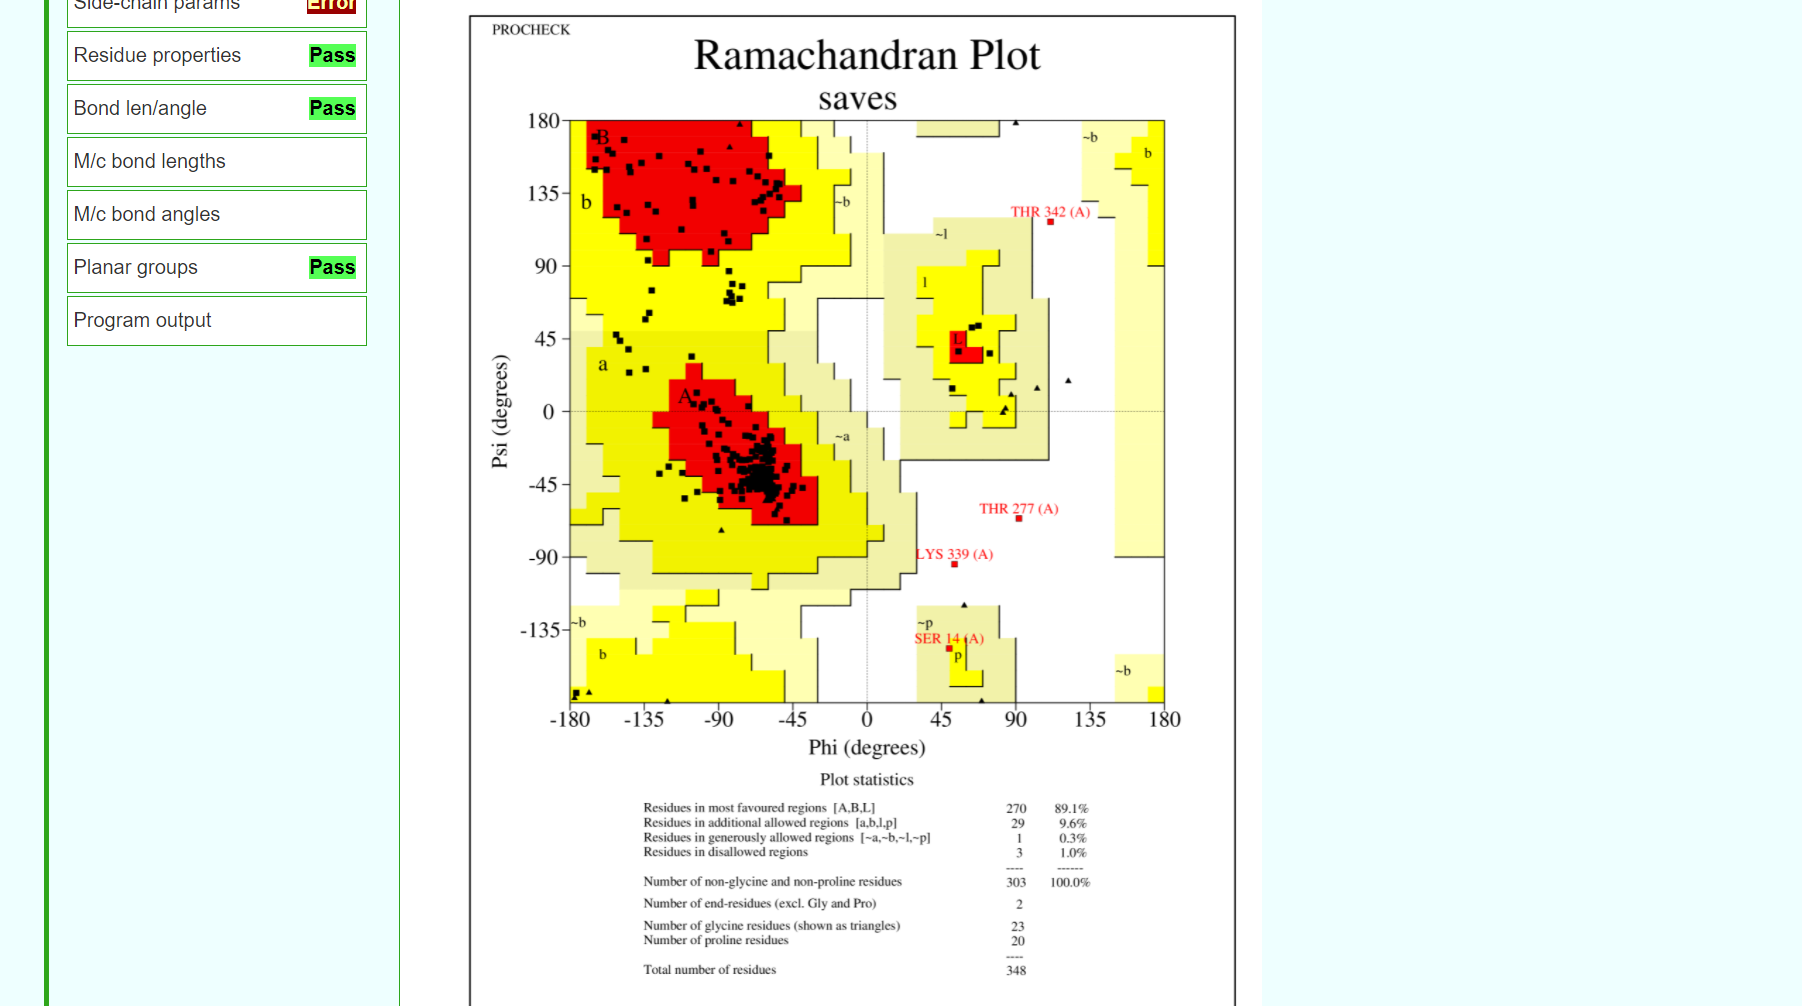 Side-chain params Error
Residue properties Pass
Bond len/angle Pass
M/c bond lengths
M/c bond angles
Planar groups Pass
Program output
PROCHECK
Ramachandran Plot
saves
180
135
90
45
0
-45
-90
-135
Psi (degrees)
B
b
~b
~b
b
THR 342 (A)
~l
l
L
a
A
~a
THR 277 (A)
LYS 339 (A)
~b
~p
SER 14 (A)
b
p
~b
-180 -135 -90 -45 0 45 90 135 180
Phi (degrees)
Plot statistics
Residues in most favoured regions [A,B,L] 270 89.1%
Residues in additional allowed regions [a,b,l,p] 29 9.6%
Residues in generously allowed regions [~a,~b,~l,~p] 1 0.3%
Residues in disallowed regions 3 1.0%
---- ------
Number of non-glycine and non-proline residues 303 100.0%
Number of end-residues (excl. Gly and Pro) 2
Number of glycine residues (shown as triangles) 23
Number of proline residues 20
----
Total number of residues 348